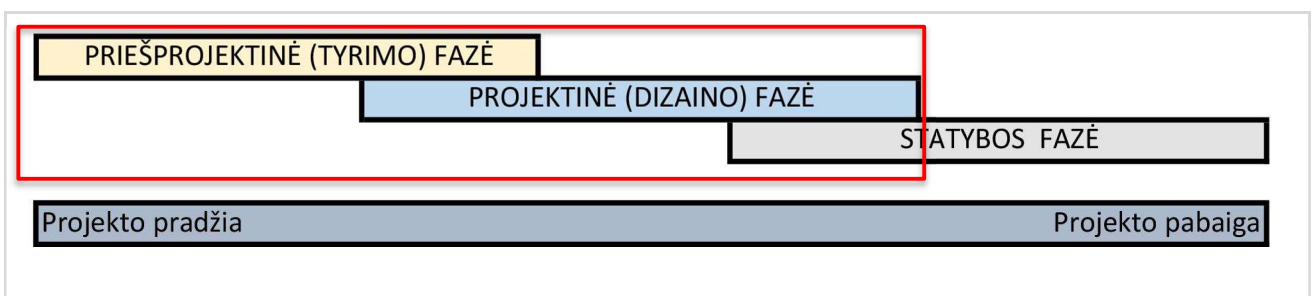 PRIEŠPROJEKTINĖ (TYRIMO) FAZĖ
PROJEKTINĖ (DIZAINO) FAZĖ
STATYBOS FAZĖ
Projekto pradžia Projekto pabaiga